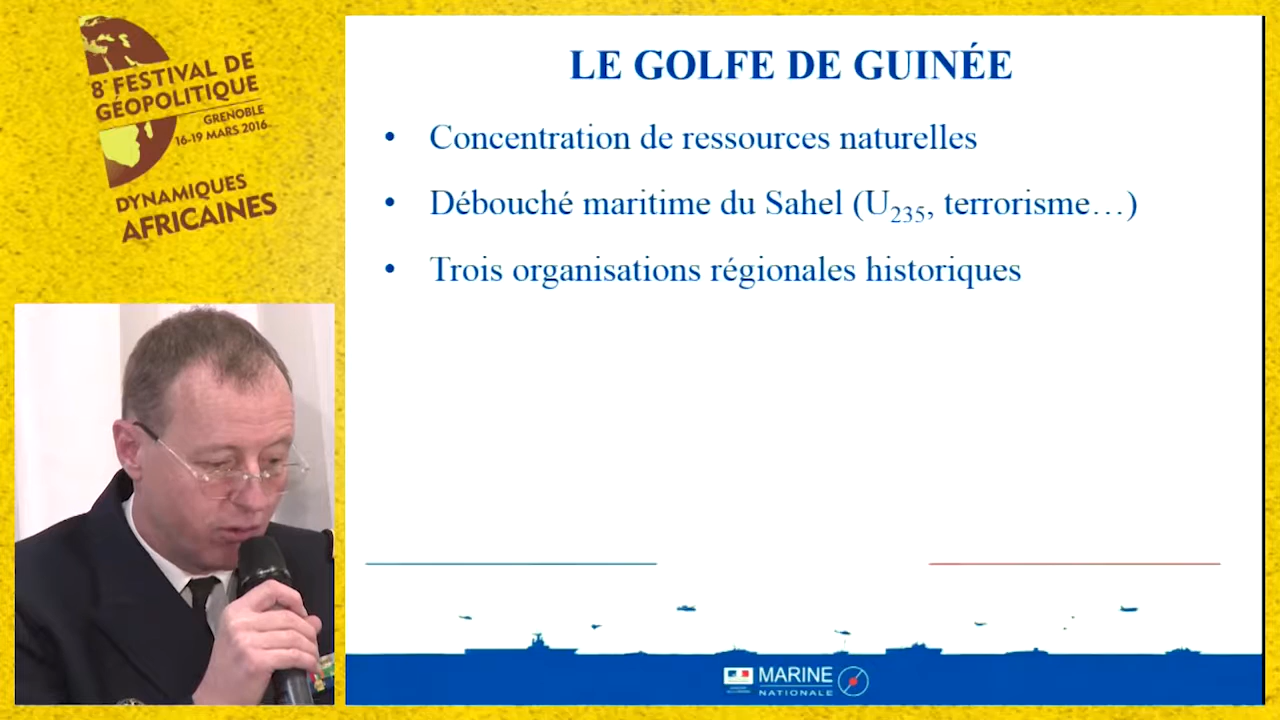 8e FESTIVAL DE
GÉOPOLITIQUE
GRENOBLE
16-19 MARS 2016
DYNAMIQUES
AFRICAINES
LE GOLFE DE GUINÉE
• Concentration de ressources naturelles
• Débouché maritime du Sahel (U235, terrorisme…)
• Trois organisations régionales historiques
MARINE
NATIONALE